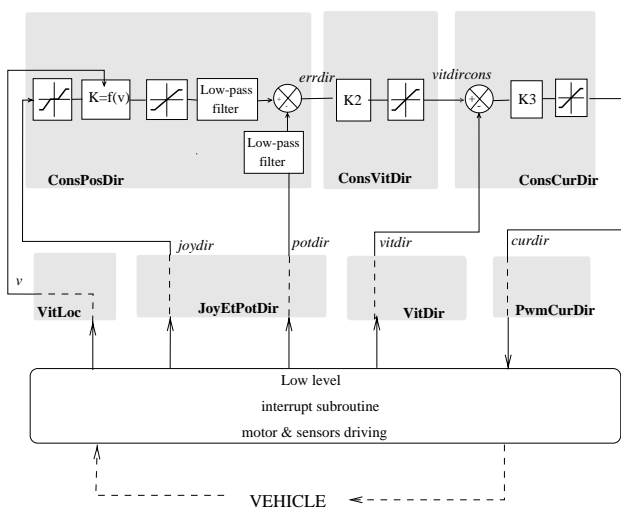 errdir
vitdircons
K=f(v)
Low-pass
filter
+
-
K2
+
-
K3
Low-pass
filter
ConsPosDir
ConsVitDir
ConsCurDir
joydir
potdir
vitdir
curdir
v
VitLoc
JoyEtPotDir
VitDir
PwmCurDir
Low level
interrupt subroutine
motor & sensors driving
VEHICLE